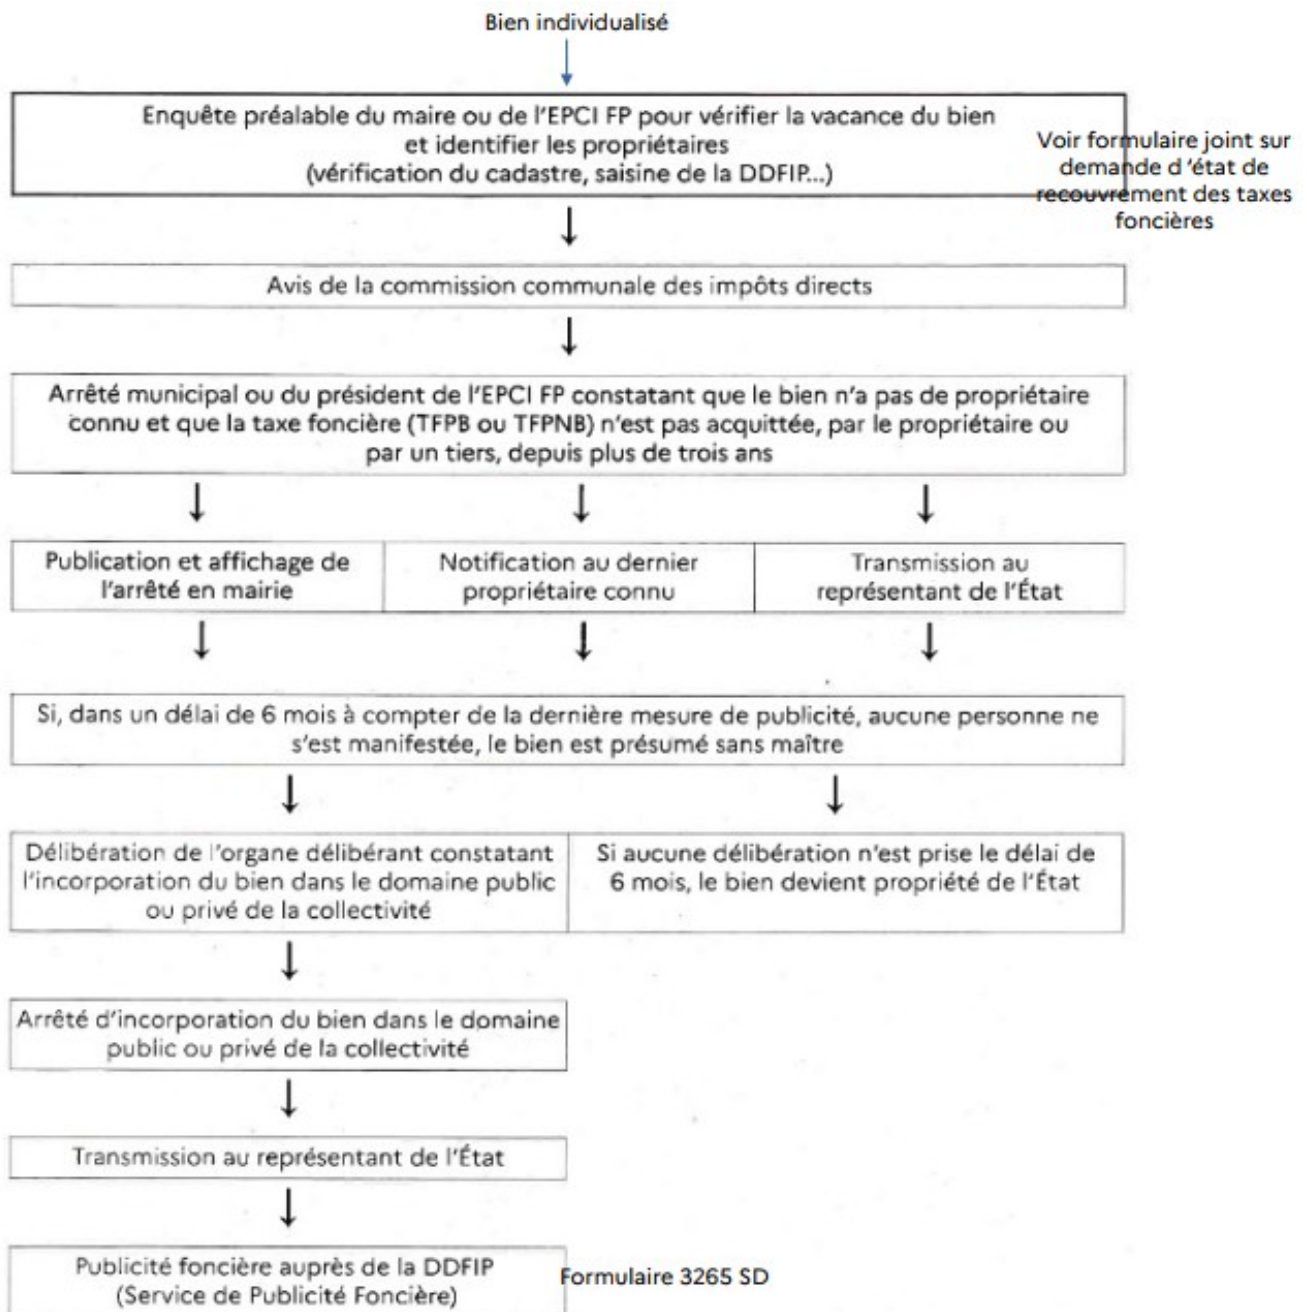 Bien individualisé
Enquête préalable du maire ou de l'EPCI FP pour vérifier la vacance du bien
et identifier les propriétaires
(vérification du cadastre, saisine de la DDFIP...)
Voir formulaire joint sur
demande d 'état de
recouvrement des taxes
foncières
Avis de la commission communale des impôts directs
Arrêté municipal ou du président de l'EPCI FP constatant que le bien n'a pas de propriétaire
connu et que la taxe foncière (TFPB ou TFPNB) n'est pas acquittée, par le propriétaire ou
par un tiers, depuis plus de trois ans
Publication et affichage de
l'arrêté en mairie
Notification au dernier
propriétaire connu
Transmission au
représentant de l'État
Si, dans un délai de 6 mois à compter de la dernière mesure de publicité, aucune personne ne
s'est manifestée, le bien est présumé sans maître
Délibération de l'organe délibérant constatant
l'incorporation du bien dans le domaine public
ou privé de la collectivité
Si aucune délibération n'est prise le délai de
6 mois, le bien devient propriété de l'État
Arrêté d'incorporation du bien dans le domaine
public ou privé de la collectivité
Transmission au représentant de l'État
Publicité foncière auprès de la DDFIP
(Service de Publicité Foncière)
Formulaire 3265 SD